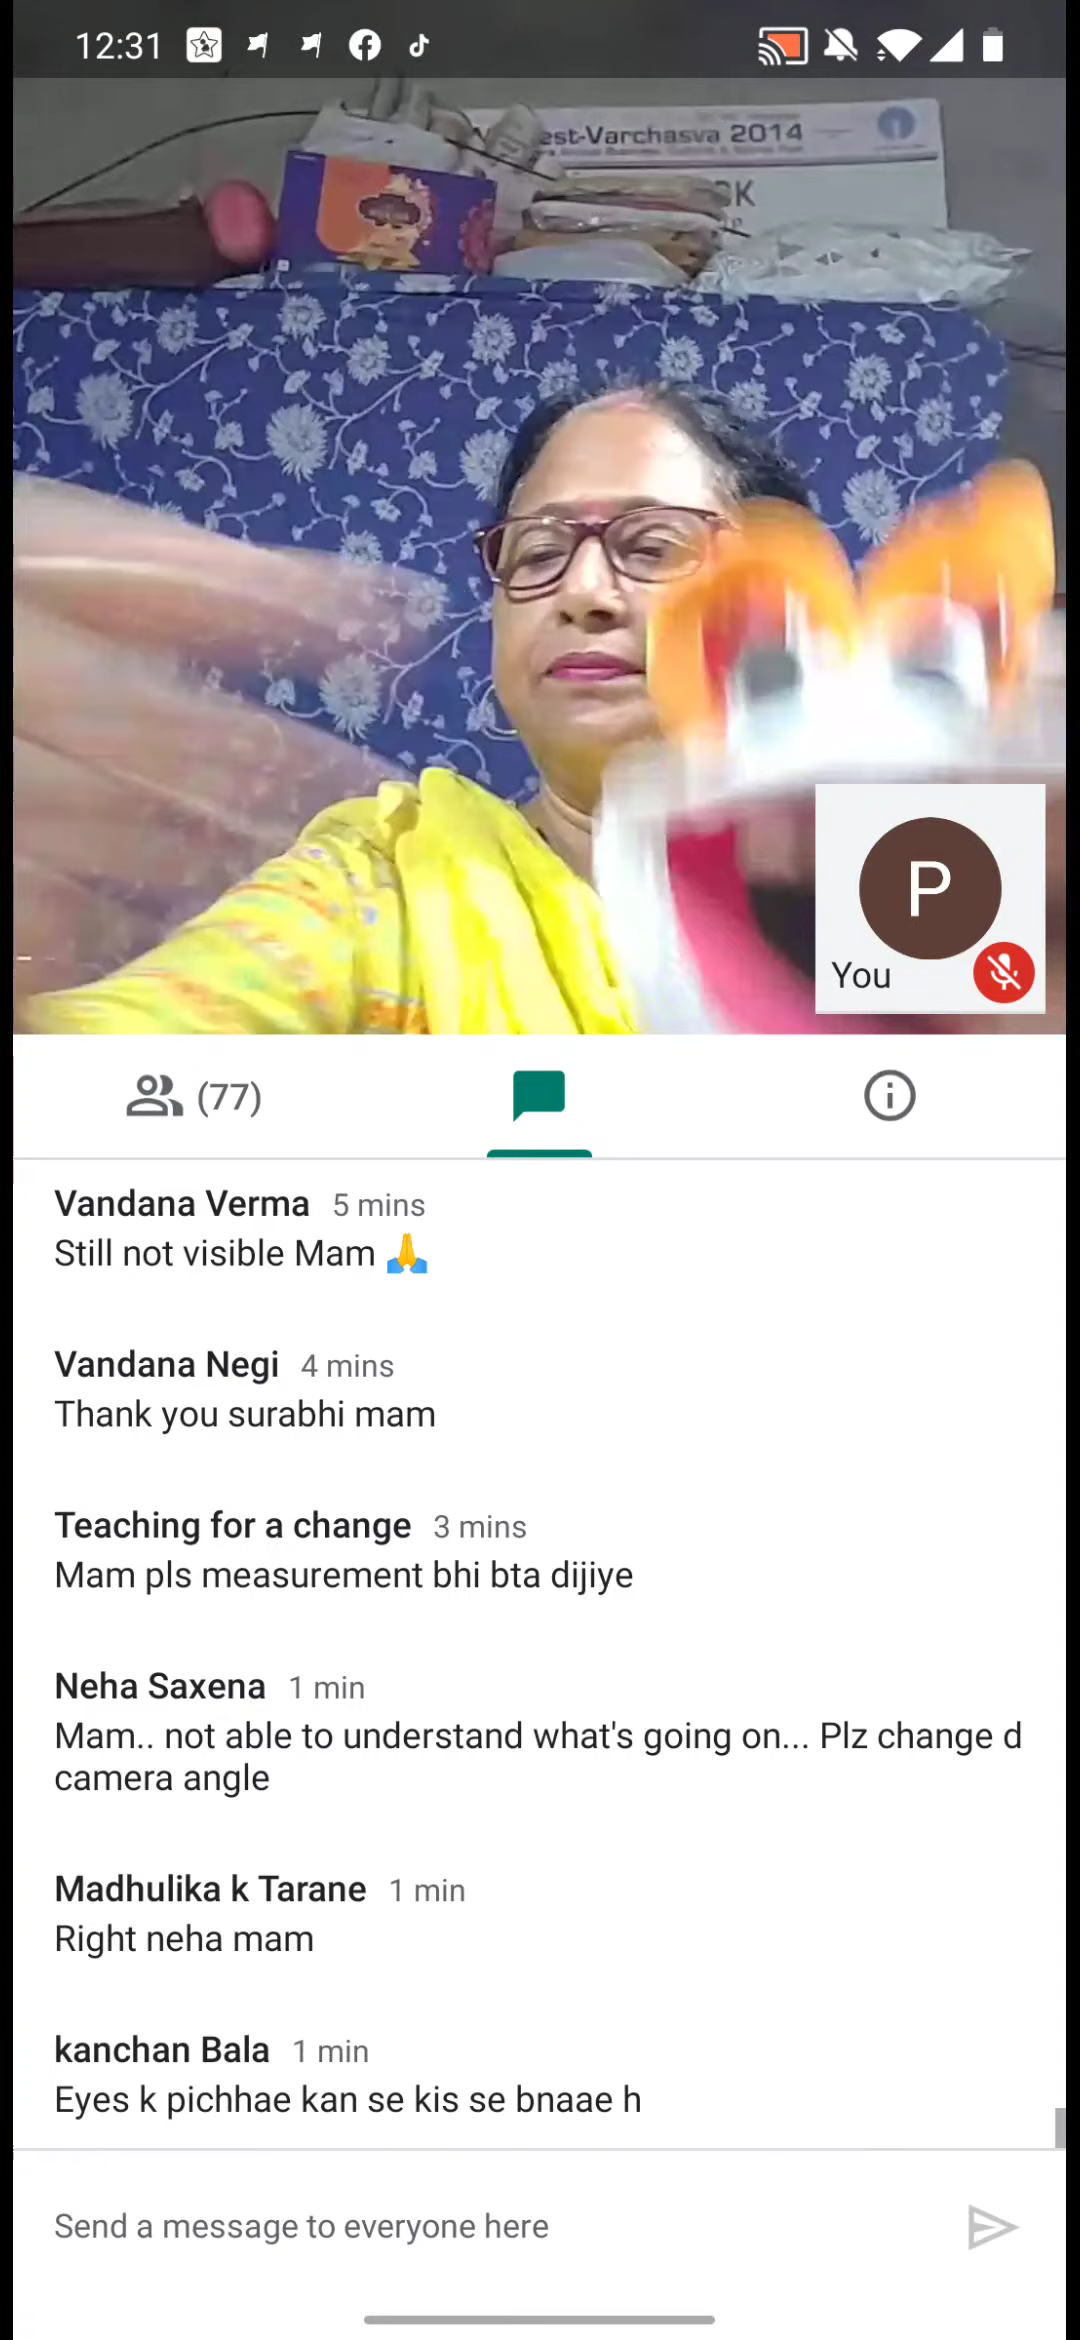 12:31
est-Varchasva 2014
P
You
(77)
Vandana Verma 5 mins
Still not visible Mam 🙏
Vandana Negi 4 mins
Thank you surabhi mam
Teaching for a change 3 mins
Mam pls measurement bhi bta dijiye
Neha Saxena 1 min
Mam.. not able to understand what's going on... Plz change d
camera angle
Madhulika k Tarane 1 min
Right neha mam
kanchan Bala 1 min
Eyes k pichhae kan se kis se bnaae h
Send a message to everyone here